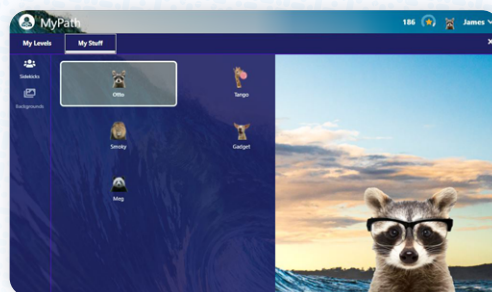 MyPath
186
James
My Levels
My Stuff
Sidekicks
Backgrounds
Ollie
Tango
Smoky
Gadget
Meg